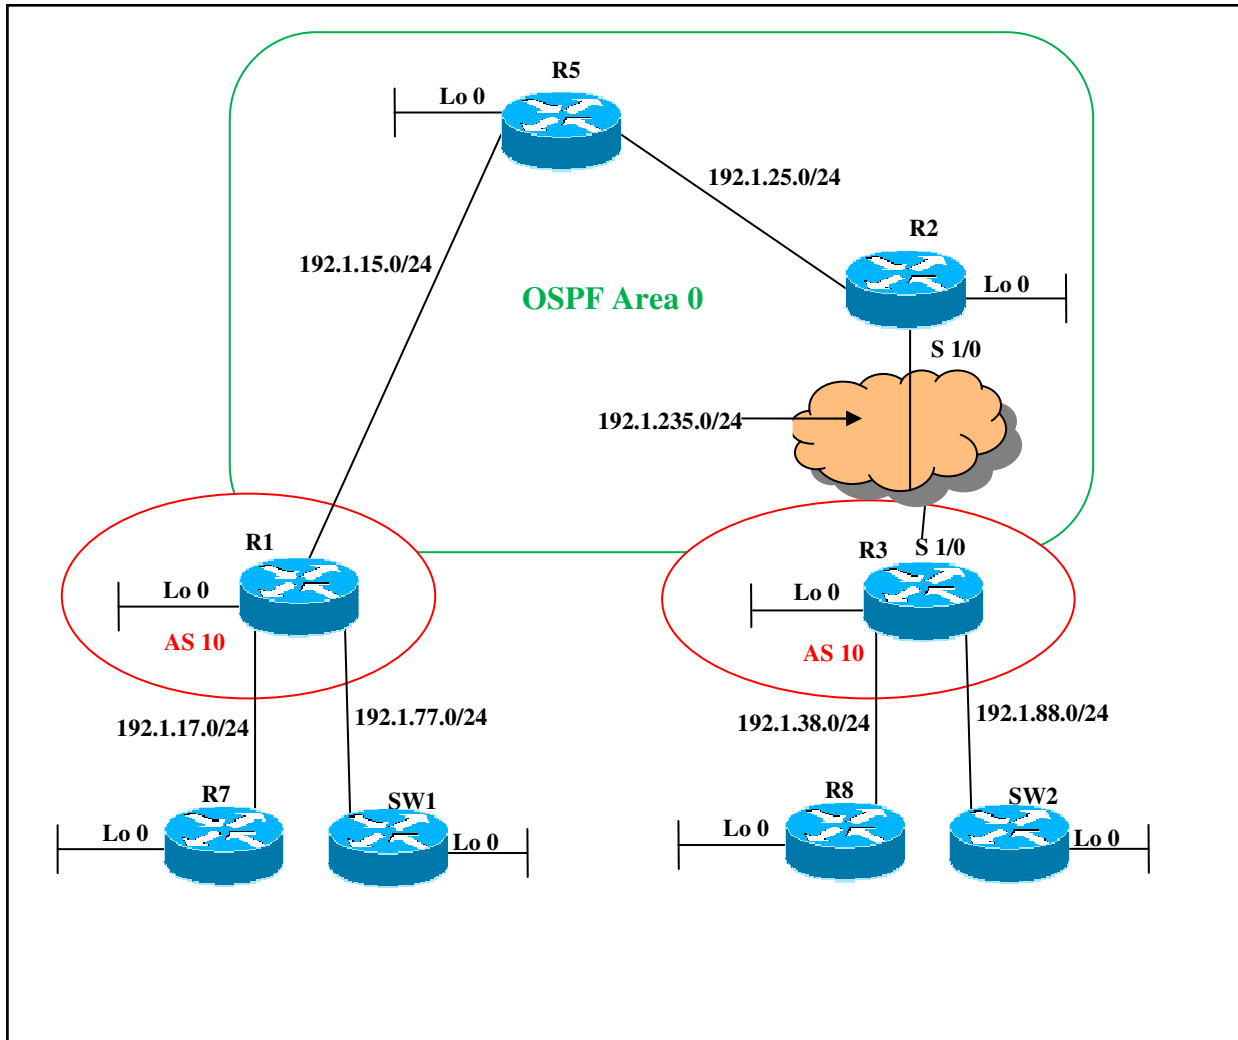 R5
Lo 0
192.1.25.0/24
R2
192.1.15.0/24
Lo 0
OSPF Area 0
S 1/0
192.1.235.0/24
R1
R3
S 1/0
Lo 0
Lo 0
AS 10
AS 10
192.1.17.0/24
192.1.77.0/24
192.1.38.0/24
192.1.88.0/24
R7
SW1
R8
SW2
Lo 0
Lo 0
Lo 0
Lo 0